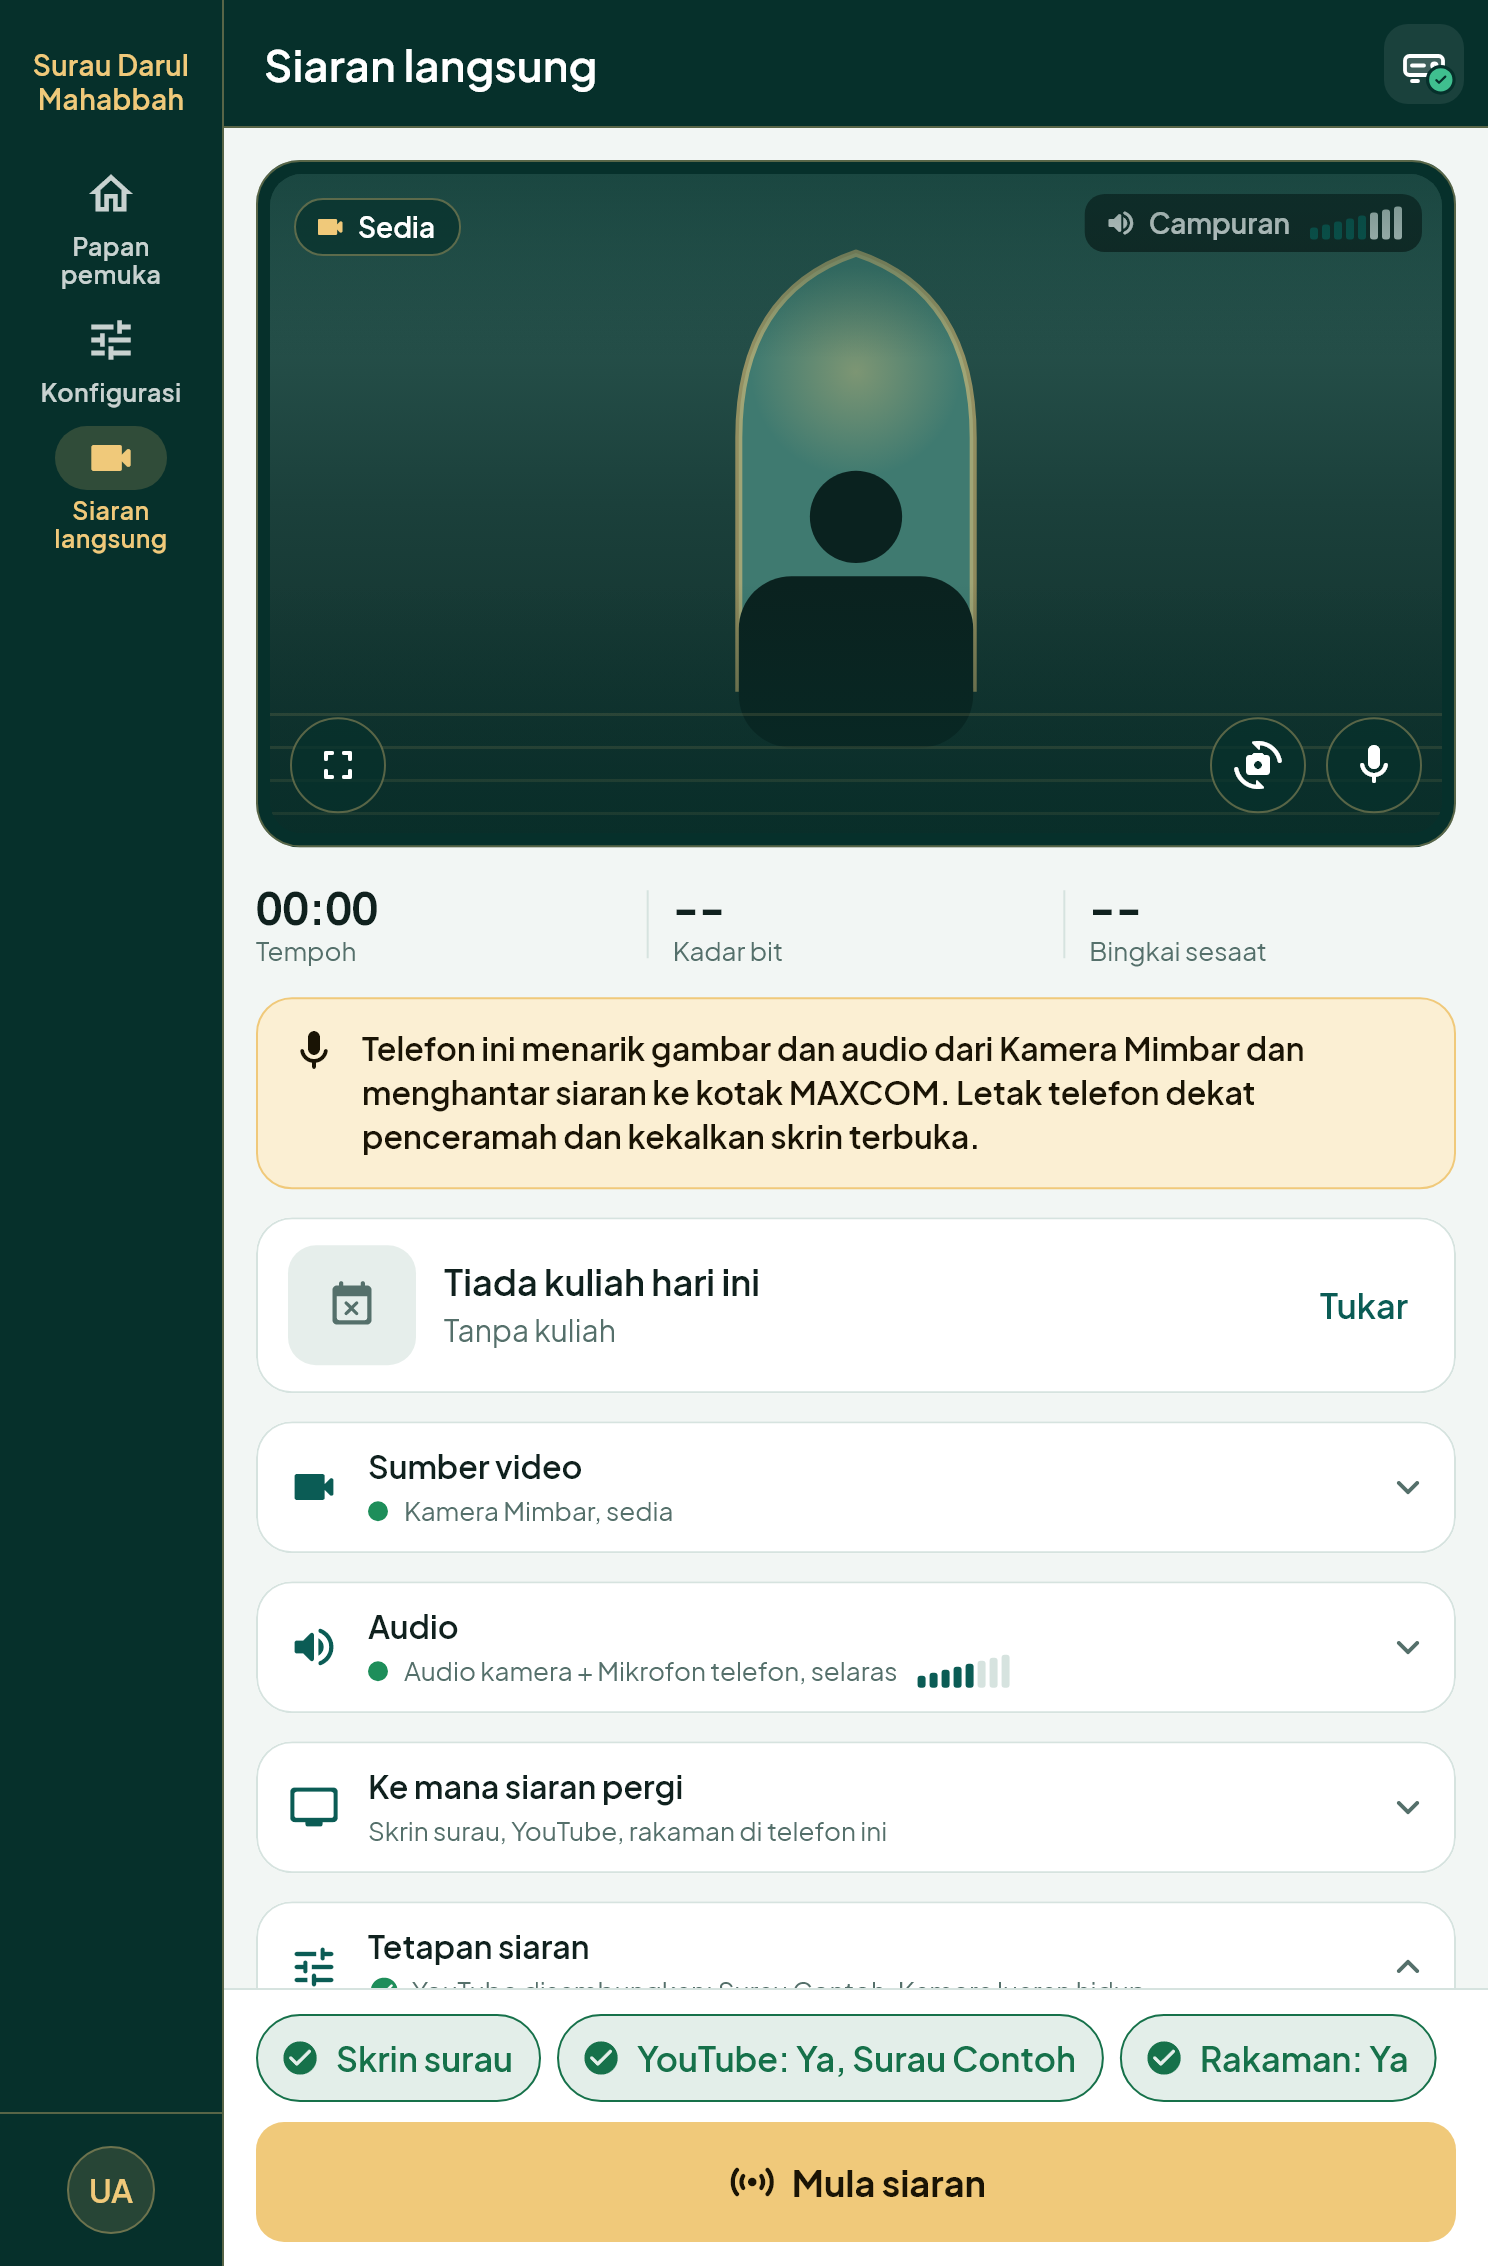 Surau Darul
Mahabbah
Papan
pemuka
Konfigurasi
Siaran
langsung
UA
Siaran langsung
Sedia
Campuran
00:00
Tempoh
--
Kadar bit
--
Bingkai sesaat
Telefon ini menarik gambar dan audio dari Kamera Mimbar dan
menghantar siaran ke kotak MAXCOM. Letak telefon dekat
penceramah dan kekalkan skrin terbuka.
Tiada kuliah hari ini
Tanpa kuliah
Tukar
Sumber video
Kamera Mimbar, sedia
Audio
Audio kamera + Mikrofon telefon, selaras
Ke mana siaran pergi
Skrin surau, YouTube, rakaman di telefon ini
Tetapan siaran
Skrin surau
YouTube: Ya, Surau Contoh
Rakaman: Ya
Mula siaran